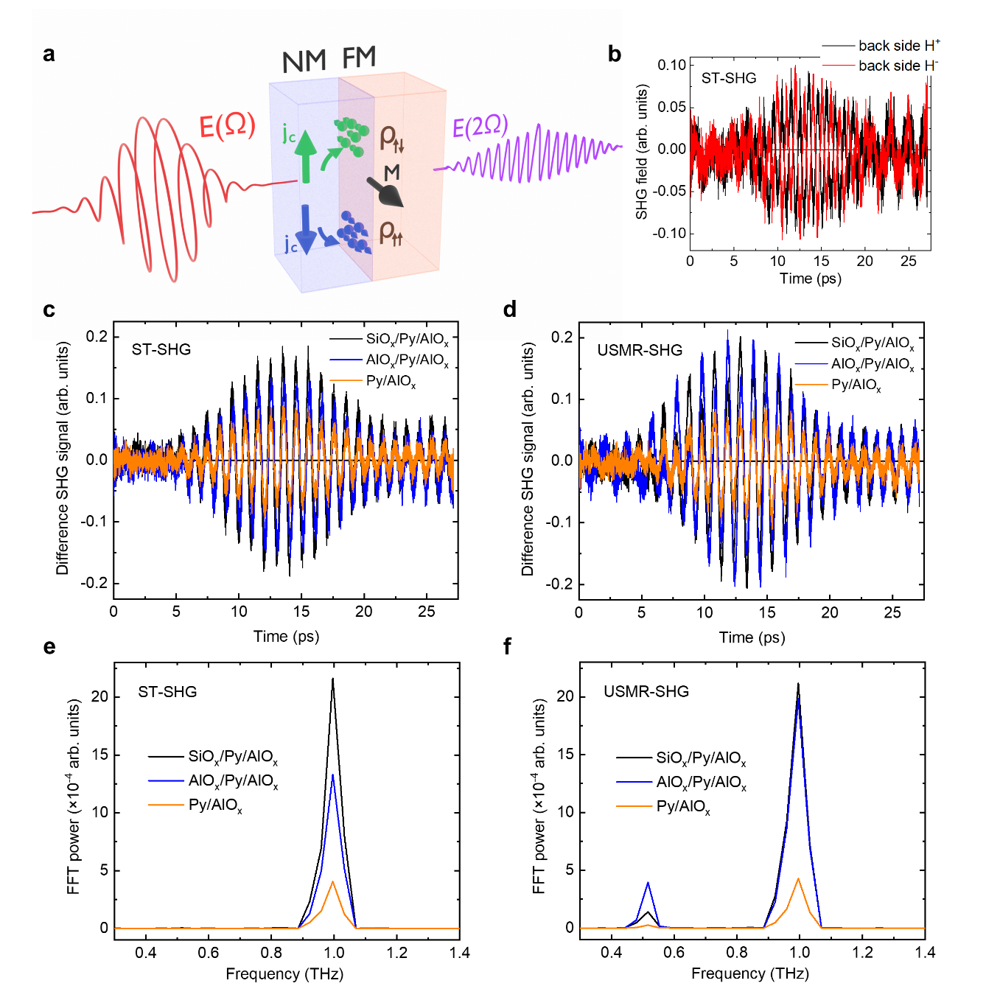 a
NM FM
E(Ω)
j_c
ρ↑↓
M
j_c
ρ↑↑
E(2Ω)
b
back side H⁺
back side H⁻
ST-SHG
SHG field (arb. units)
0.10
0.05
0.00
-0.05
-0.10
0 5 10 15 20 25
Time (ps)
c
ST-SHG
SiOₓ/Py/AlOₓ
AlOₓ/Py/AlOₓ
Py/AlOₓ
Difference SHG signal (arb. units)
0.2
0.1
0.0
-0.1
-0.2
0 5 10 15 20 25
Time (ps)
d
USMR-SHG
SiOₓ/Py/AlOₓ
AlOₓ/Py/AlOₓ
Py/AlOₓ
Difference SHG signal (arb. units)
0.2
0.1
0.0
-0.1
-0.2
0 5 10 15 20 25
Time (ps)
e
ST-SHG
SiOₓ/Py/AlOₓ
AlOₓ/Py/AlOₓ
Py/AlOₓ
FFT power (×10⁻⁴ arb. units)
20
15
10
5
0
0.4 0.6 0.8 1.0 1.2 1.4
Frequency (THz)
f
USMR-SHG
SiOₓ/Py/AlOₓ
AlOₓ/Py/AlOₓ
Py/AlOₓ
FFT power (×10⁻⁴ arb. units)
20
15
10
5
0
0.4 0.6 0.8 1.0 1.2 1.4
Frequency (THz)